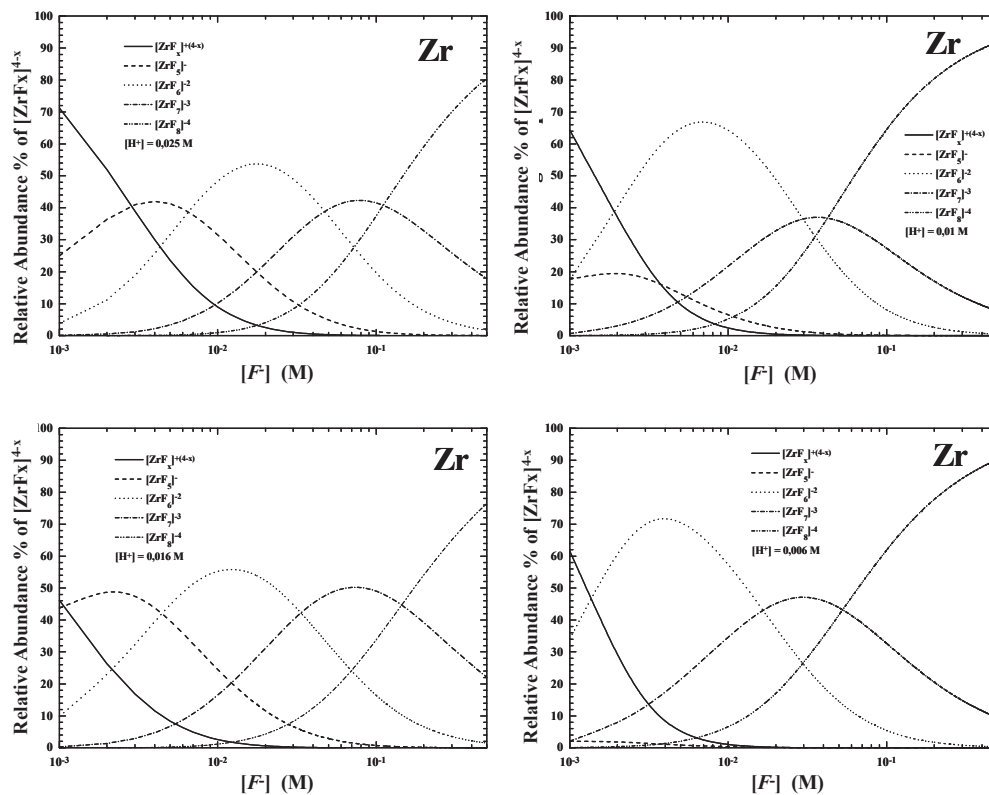 Relative Abundance % of [ZrFx]4-x
100
90
80
70
60
50
40
30
20
10
0
[ZrFx]+(4-x)
[ZrF5]-
[ZrF6]-2
[ZrF7]-3
[ZrF8]-4
[H+] = 0,025 M
Zr
10-3
10-2
10-1
[F-] (M)
Relative Abundance % of [ZrFx]4-x
100
90
80
70
60
50
40
30
20
10
0
Zr
[ZrFx]+(4-x)
[ZrF5]-
[ZrF6]-2
[ZrF7]-3
[ZrF8]-4
[H+] = 0,01 M
10-3
10-2
10-1
[F-] (M)
Relative Abundance % of [ZrFx]4-x
90
80
70
60
50
40
30
20
10
0
[ZrFx]+(4-x)
[ZrF5]-
[ZrF6]-2
[ZrF7]-3
[ZrF8]-4
[H+] = 0,016 M
Zr
10-3
10-2
10-1
[F-] (M)
Relative Abundance % of [ZrFx]4-x
100
90
80
70
60
50
40
30
20
10
0
[ZrFx]+(4-x)
[ZrF5]-
[ZrF6]-2
[ZrF7]-3
[ZrF8]-4
[H+] = 0,006 M
Zr
10-3
10-2
10-1
[F-] (M)